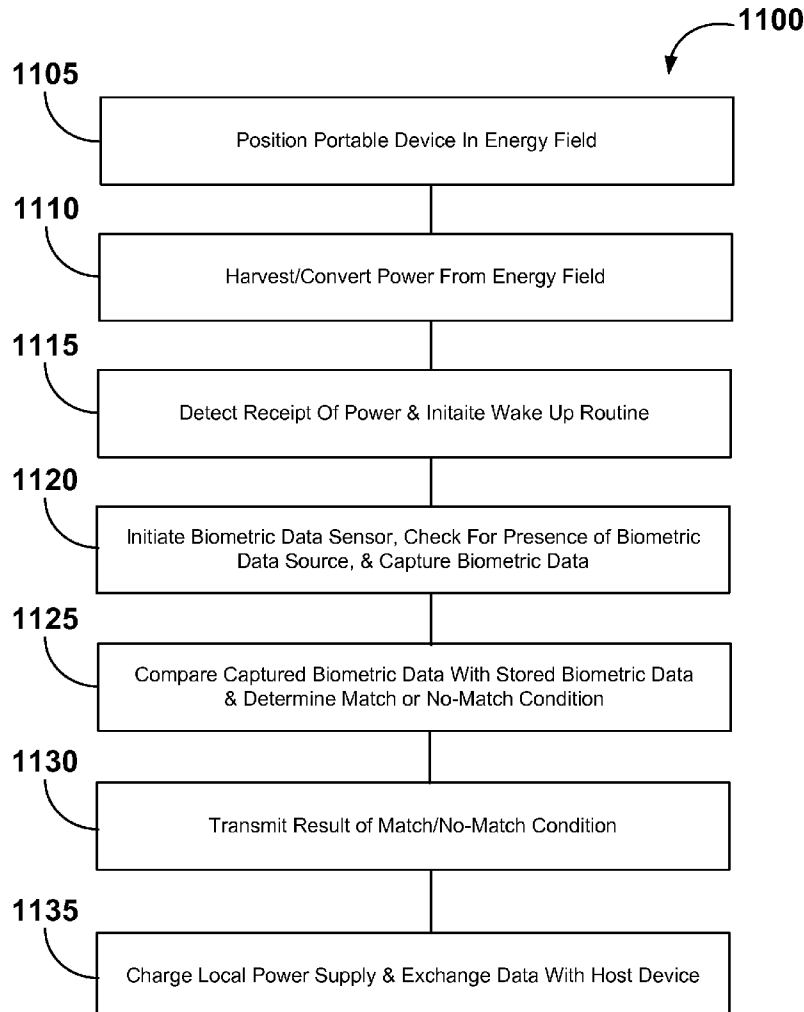 1100
1105
Position Portable Device In Energy Field
1110
Harvest/Convert Power From Energy Field
1115
Detect Receipt Of Power & Initaite Wake Up Routine
1120
Initiate Biometric Data Sensor, Check For Presence of Biometric
Data Source, & Capture Biometric Data
1125
Compare Captured Biometric Data With Stored Biometric Data
& Determine Match or No-Match Condition
1130
Transmit Result of Match/No-Match Condition
1135
Charge Local Power Supply & Exchange Data With Host Device